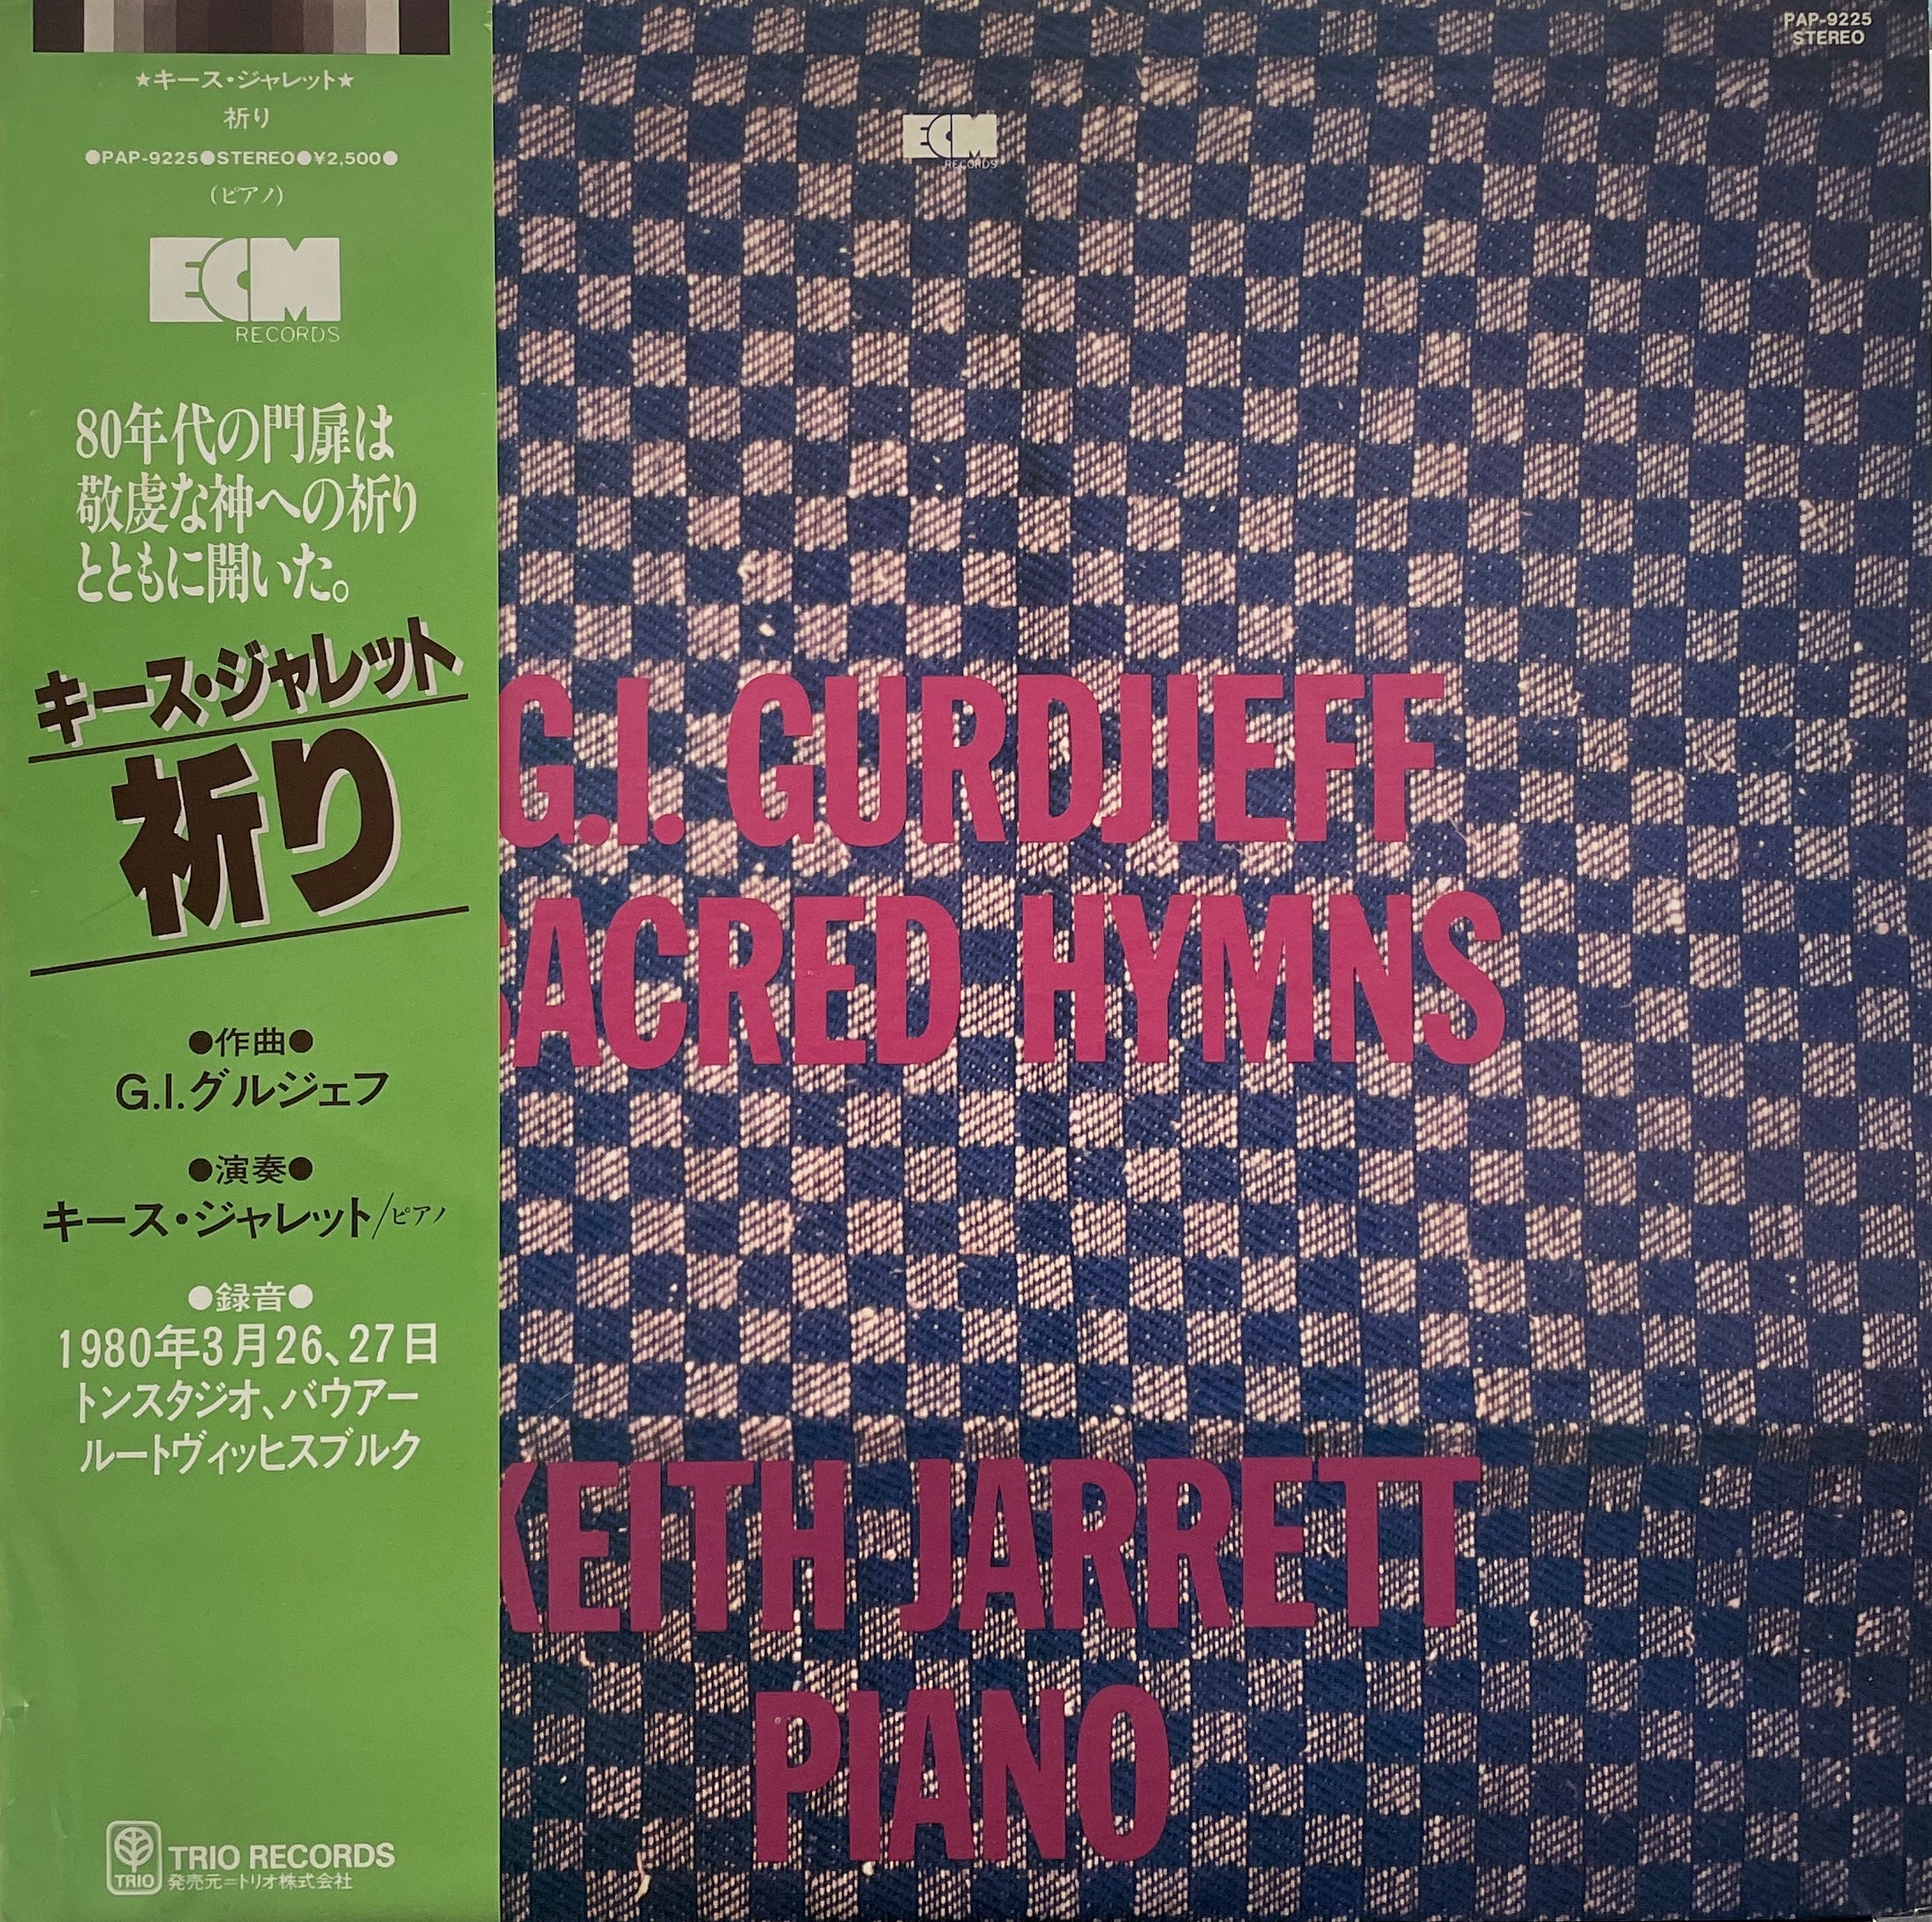 ★キース・ジャレット★
祈り
●PAP-9225●STEREO●¥2,500●
(ピアノ)
ECM
RECORDS
80年代の門扉は
敬虔な神への祈り
とともに開いた。
キース・ジャレット
祈り
●作曲●
G.I.グルジェフ
●演奏●
キース・ジャレット/ピアノ
●録音●
1980年3月26、27日
トンスタジオ、バウアー
ルートヴィッヒスブルク
TRIO
TRIO RECORDS
発売元=トリオ株式会社
PAP-9225
STEREO
ECM
RECORDS
G.I. GURDJIEFF
SACRED HYMNS
KEITH JARRETT
PIANO